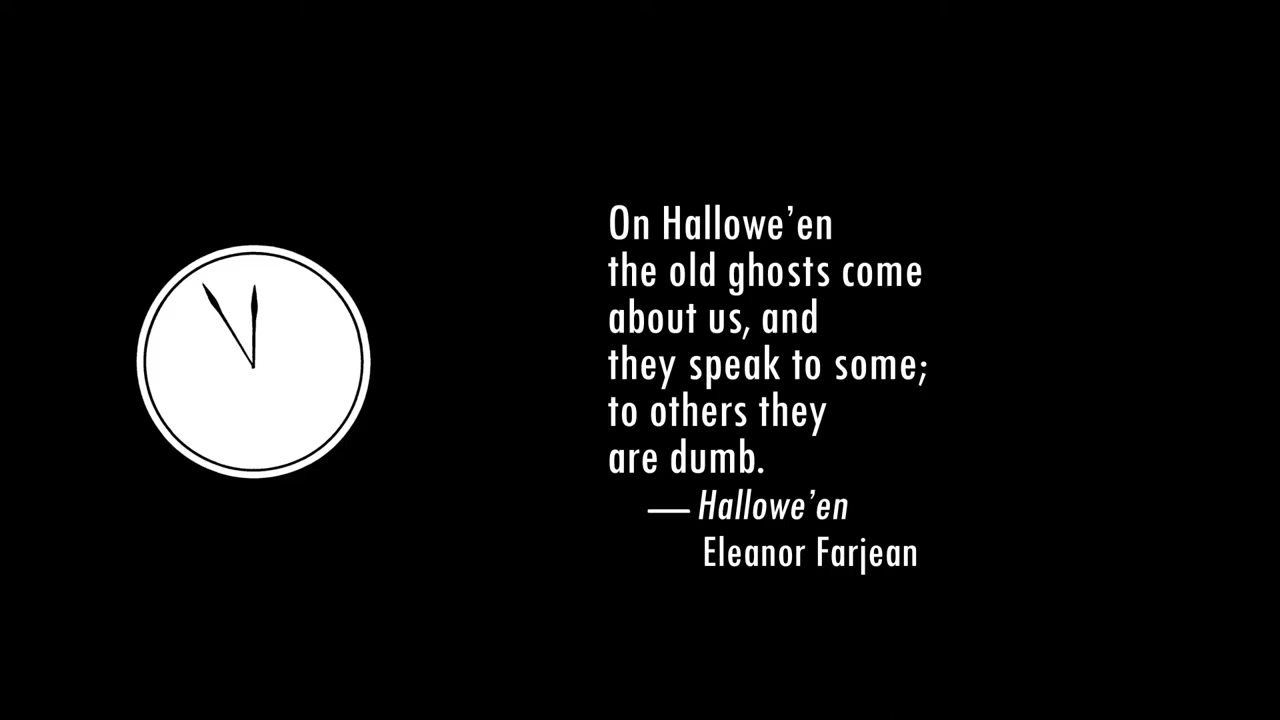 On Hallowe’en
the old ghosts come
about us, and
they speak to some;
to others they
are dumb.
— Hallowe’en
Eleanor Farjean